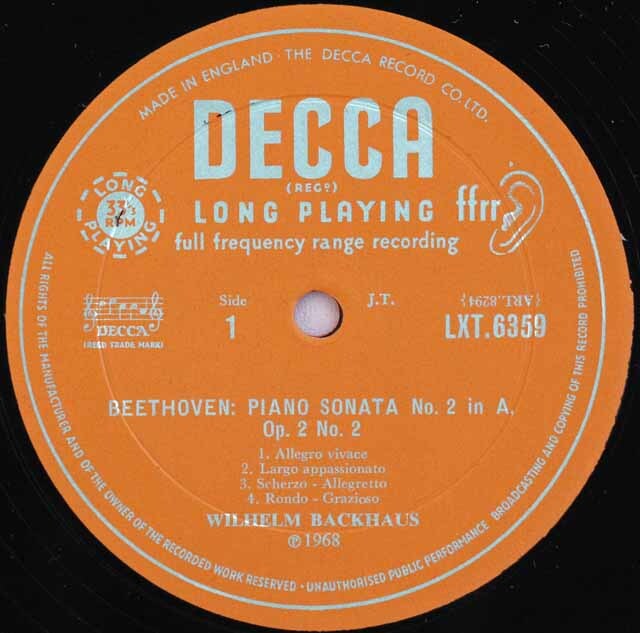 MADE IN ENGLAND · THE DECCA RECORD CO. LTD.
DECCA
(REGD)
LONG PLAYING ffrr
full frequency range recording
LONG
33⅓
RPM
PLAYING
DECCA
(REGD TRADE MARK)
Side
1
J.T.
{ARL.8294}
LXT.6359
BEETHOVEN: PIANO SONATA No. 2 in A,
Op. 2 No. 2
1. Allegro vivace
2. Largo appassionato
3. Scherzo - Allegretto
4. Rondo - Grazioso
WILHELM BACKHAUS
℗1968
ALL RIGHTS OF THE MANUFACTURER AND OF THE OWNER OF THE RECORDED WORK RESERVED · UNAUTHORISED PUBLIC PERFORMANCE BROADCASTING AND COPYING OF THIS RECORD PROHIBITED